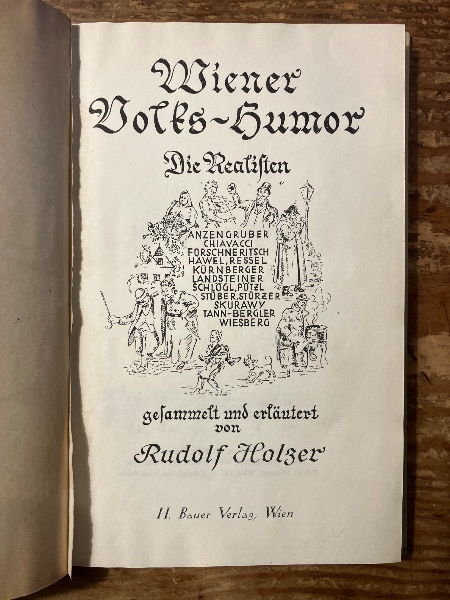 Wiener
Volks-Humor
Die Realisten
ANZENGRUBER
CHIAVACCI
FORSCHNERITSCH
HAWEL, RESSEL
KÜRNBERGER
LANDSTEINER
SCHLÖGL, PÖTZL
STÜBER, STÜRZER
SKURAWY
TANN-BERGLER
WIESBERG
gesammelt und erläutert
von
Rudolf Holzer
H. Bauer Verlag, Wien